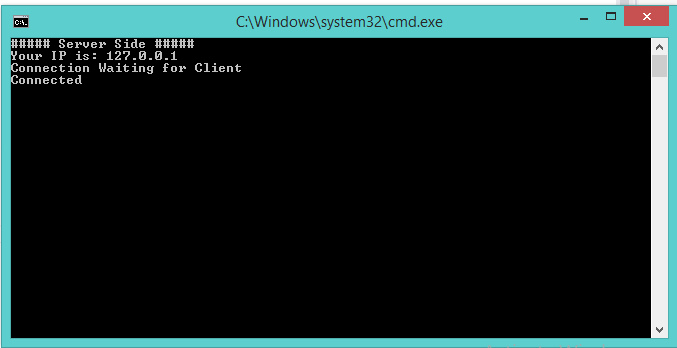 C:\Windows\system32\cmd.exe
##### Server Side #####
Your IP is: 127.0.0.1
Connection Waiting for Client
Connected